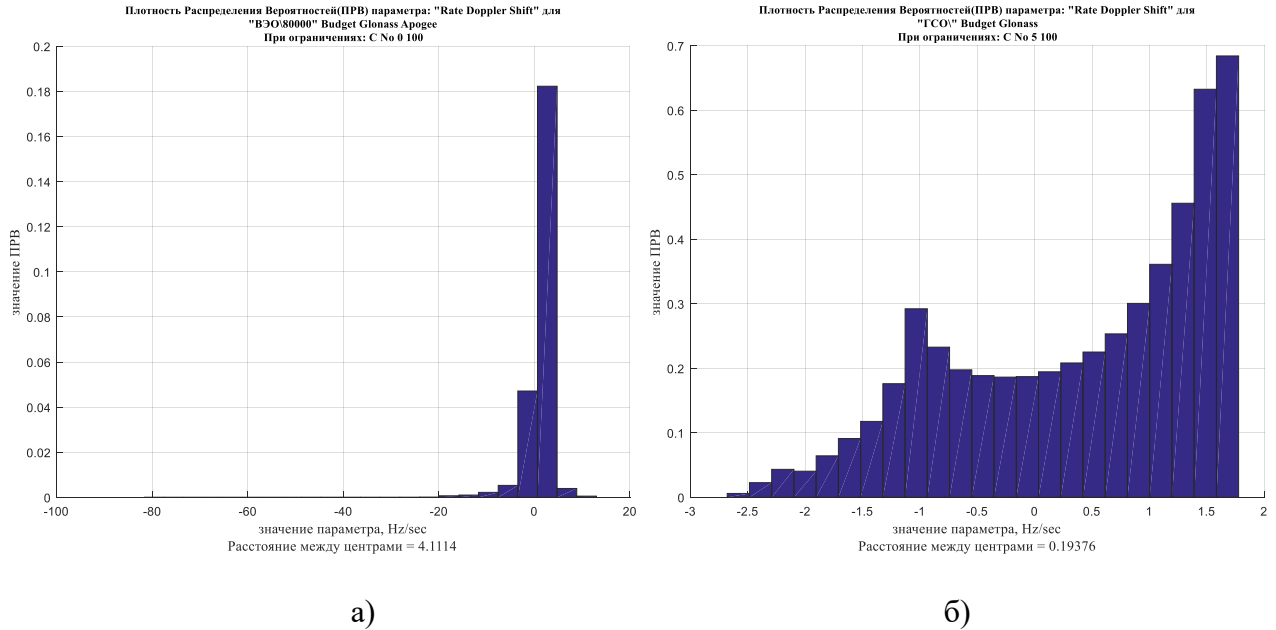 Плотность Распределения Вероятностей(ПРВ) параметра: "Rate Doppler Shift" для
"ВЭО\80000" Budget Glonass Apogee
При ограничениях: C No 0 100
0.2
0.18
0.16
0.14
0.12
0.1
0.08
0.06
0.04
0.02
0
значение ПРВ
-100
-80
-60
-40
-20
0
20
значение параметра, Hz/sec
Расстояние между центрами = 4.1114
а)
Плотность Распределения Вероятностей(ПРВ) параметра: "Rate Doppler Shift" для
"ГСО\" Budget Glonass
При ограничениях: C No 5 100
0.7
0.6
0.5
0.4
0.3
0.2
0.1
0
значение ПРВ
-3
-2.5
-2
-1.5
-1
-0.5
0
0.5
1
1.5
2
значение параметра, Hz/sec
Расстояние между центрами = 0.19376
б)